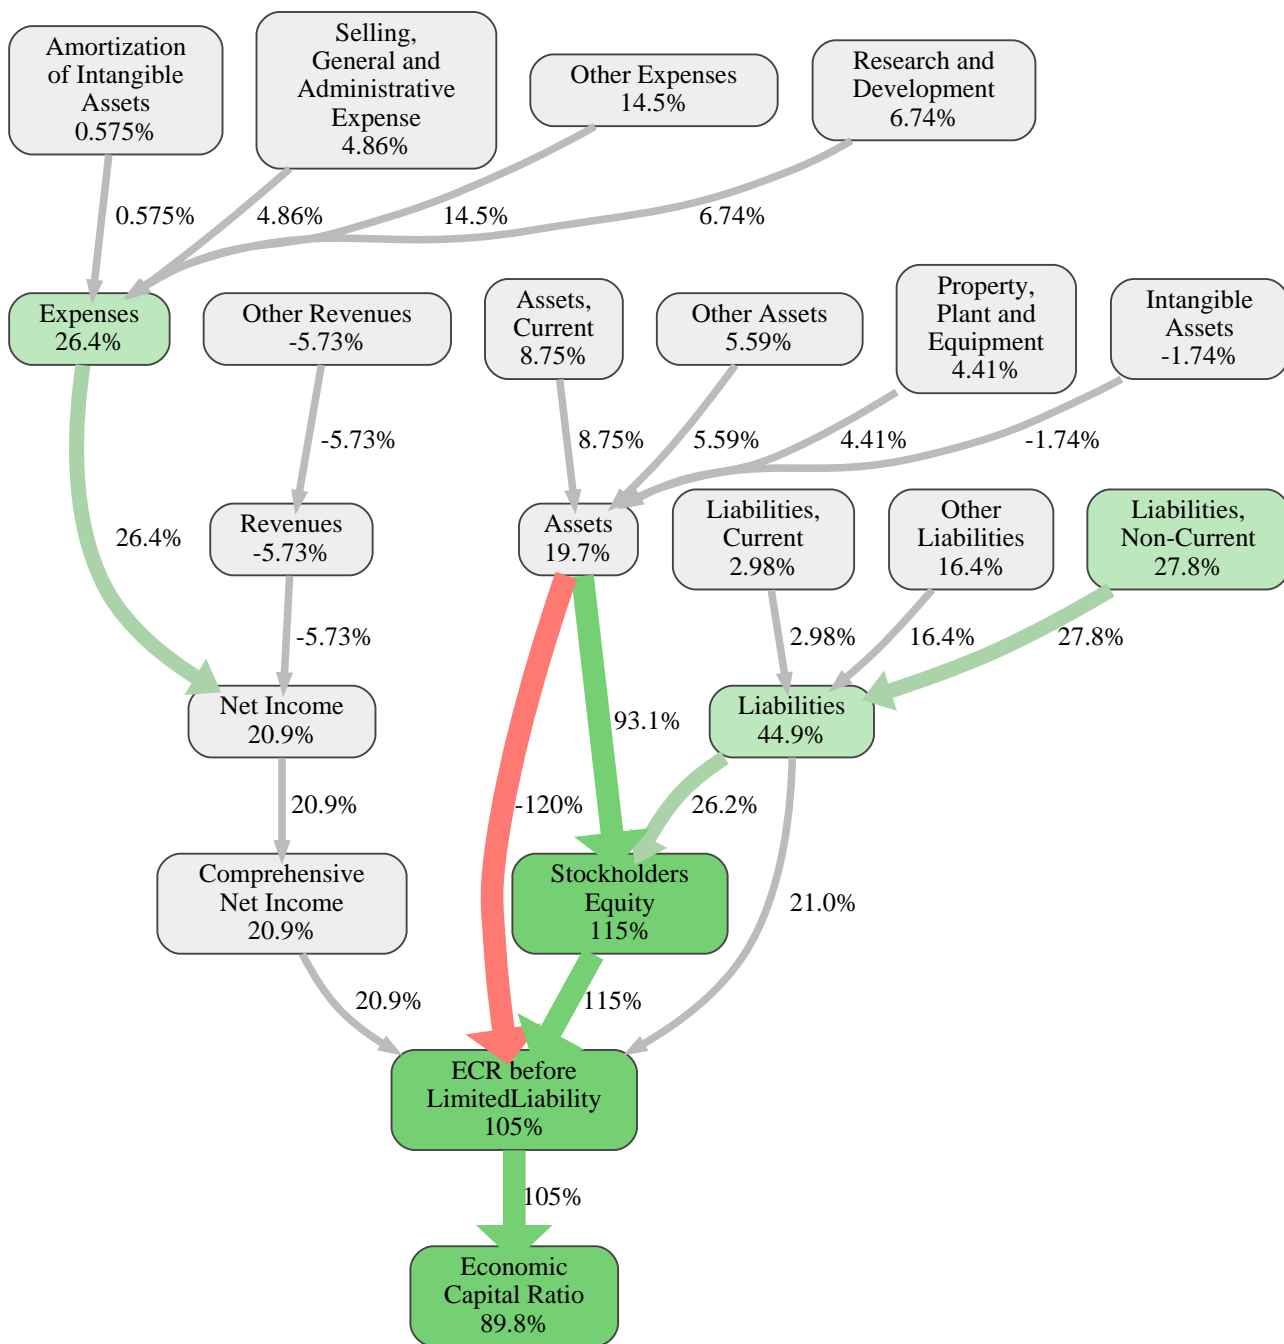 Amortization
of Intangible
Assets
0.575%
Selling,
General and
Administrative
Expense
4.86%
Other Expenses
14.5%
Research and
Development
6.74%
0.575%
4.86%
14.5%
6.74%
Expenses
26.4%
Other Revenues
-5.73%
Assets,
Current
8.75%
Other Assets
5.59%
Property,
Plant and
Equipment
4.41%
Intangible
Assets
-1.74%
-5.73%
8.75%
5.59%
4.41%
-1.74%
26.4%
Revenues
-5.73%
Assets
19.7%
Liabilities,
Current
2.98%
Other
Liabilities
16.4%
Liabilities,
Non-Current
27.8%
-5.73%
2.98%
16.4%
27.8%
Net Income
20.9%
93.1%
Liabilities
44.9%
20.9%
-120%
26.2%
Comprehensive
Net Income
20.9%
Stockholders
Equity
115%
21.0%
20.9%
115%
ECR before
LimitedLiability
105%
105%
Economic
Capital Ratio
89.8%